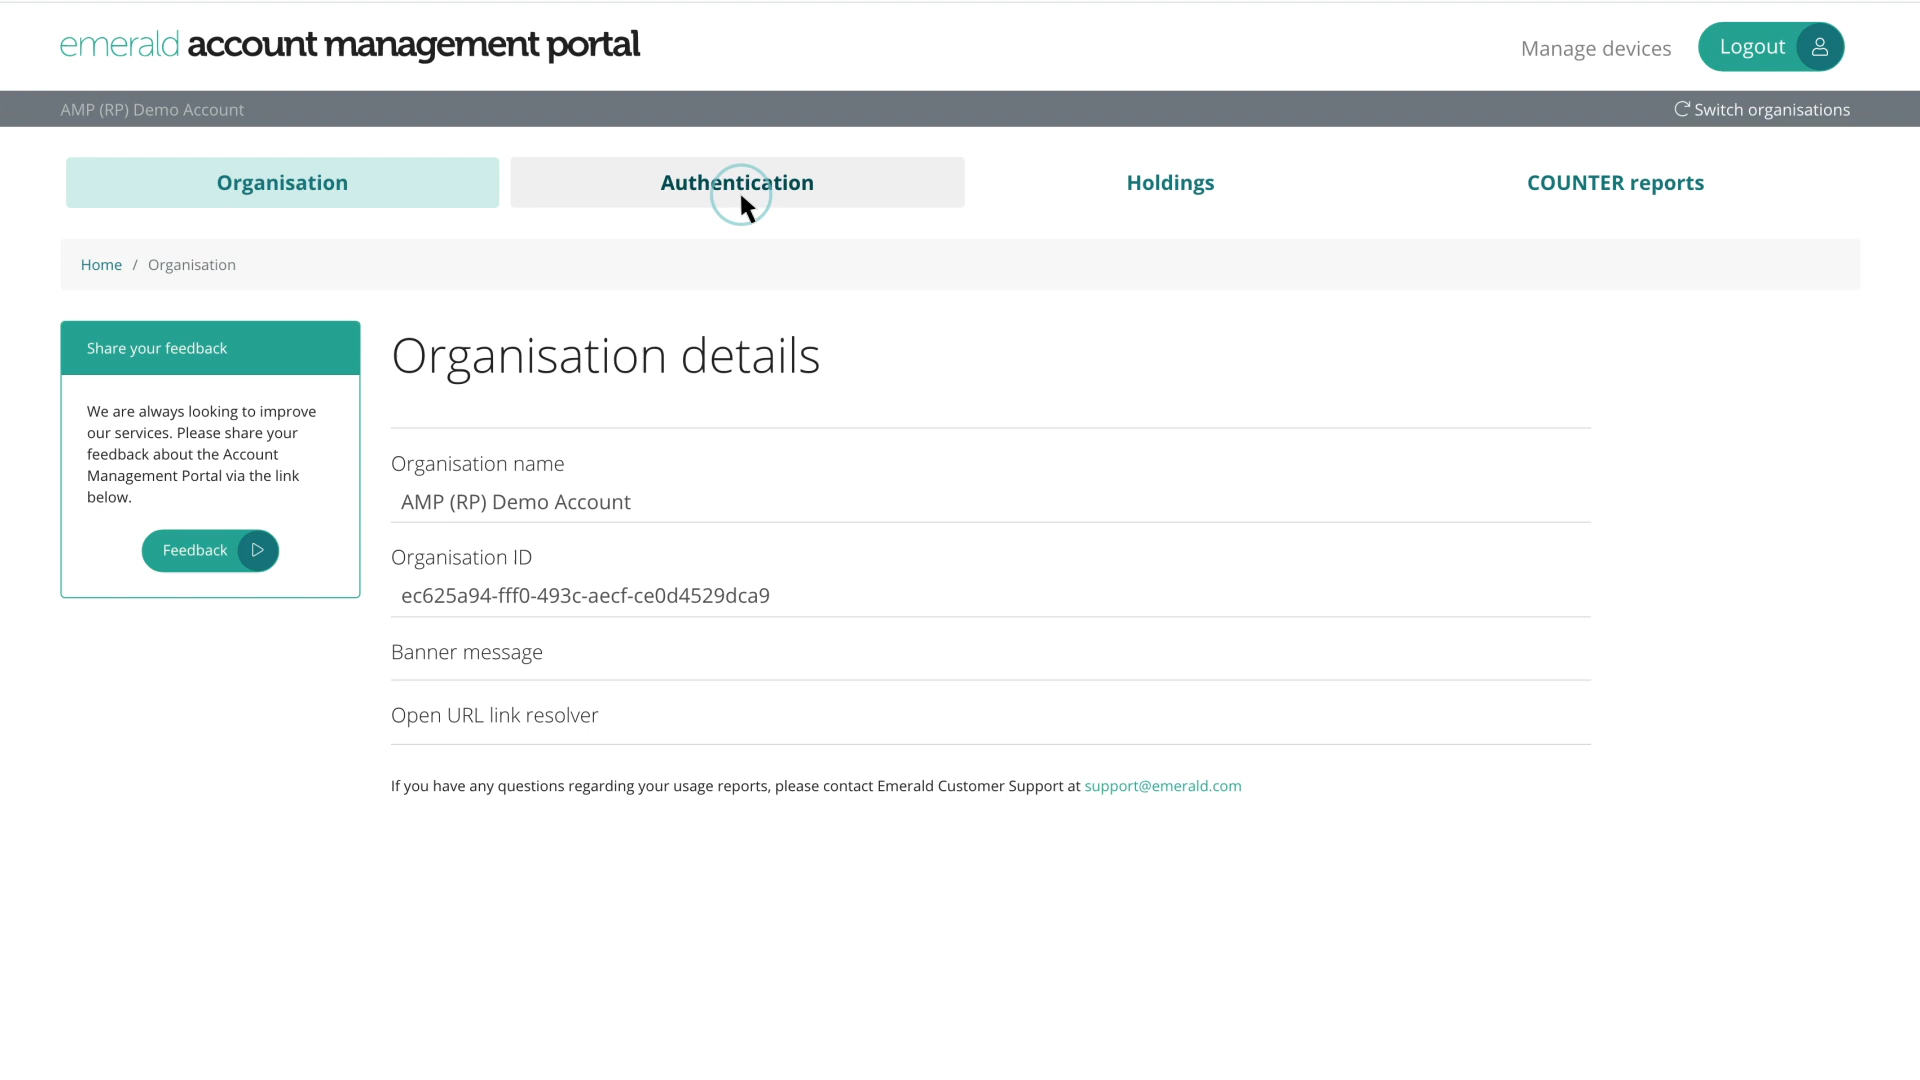 emerald account management portal
Manage devices
Logout
AMP (RP) Demo Account
Switch organisations
Organisation
Authentication
Holdings
COUNTER reports
Home / Organisation
Share your feedback
We are always looking to improve
our services. Please share your
feedback about the Account
Management Portal via the link
below.
Feedback
Organisation details
Organisation name
AMP (RP) Demo Account
Organisation ID
ec625a94-fff0-493c-aecf-ce0d4529dca9
Banner message
Open URL link resolver
If you have any questions regarding your usage reports, please contact Emerald Customer Support at support@emerald.com